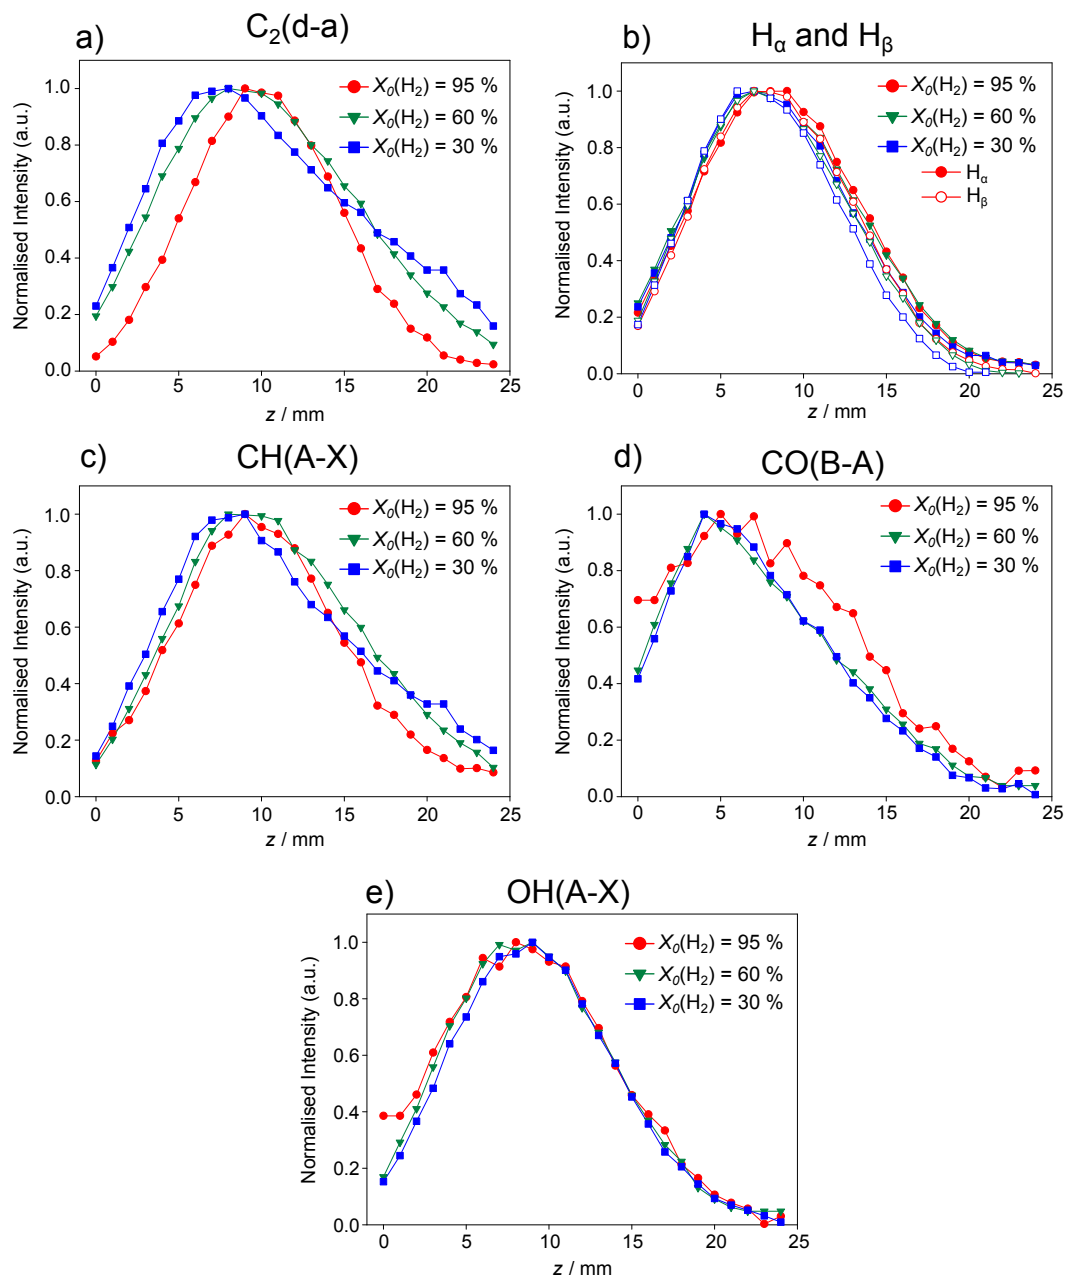 a) C₂(d-a)
X₀(H₂) = 95 %
X₀(H₂) = 60 %
X₀(H₂) = 30 %
Normalised Intensity (a.u.)
1.0
0.8
0.6
0.4
0.2
0.0
0 5 10 15 20 25
z / mm
b) Hα and Hβ
X₀(H₂) = 95 %
X₀(H₂) = 60 %
X₀(H₂) = 30 %
Hα
Hβ
Normalised Intensity (a.u.)
1.0
0.8
0.6
0.4
0.2
0.0
0 5 10 15 20 25
z / mm
c) CH(A-X)
X₀(H₂) = 95 %
X₀(H₂) = 60 %
X₀(H₂) = 30 %
Normalised Intensity (a.u.)
1.0
0.8
0.6
0.4
0.2
0.0
0 5 10 15 20 25
z / mm
d) CO(B-A)
X₀(H₂) = 95 %
X₀(H₂) = 60 %
X₀(H₂) = 30 %
Normalised Intensity (a.u.)
1.0
0.8
0.6
0.4
0.2
0.0
0 5 10 15 20 25
z / mm
e) OH(A-X)
X₀(H₂) = 95 %
X₀(H₂) = 60 %
X₀(H₂) = 30 %
Normalised Intensity (a.u.)
1.0
0.8
0.6
0.4
0.2
0.0
0 5 10 15 20 25
z / mm